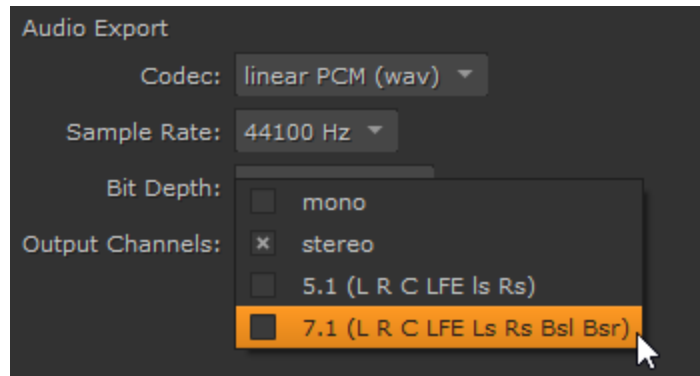 Audio Export
Codec: linear PCM (wav)
Sample Rate: 44100 Hz
Bit Depth:
mono
Output Channels: stereo
5.1 (L R C LFE ls Rs)
7.1 (L R C LFE Ls Rs Bsl Bsr)